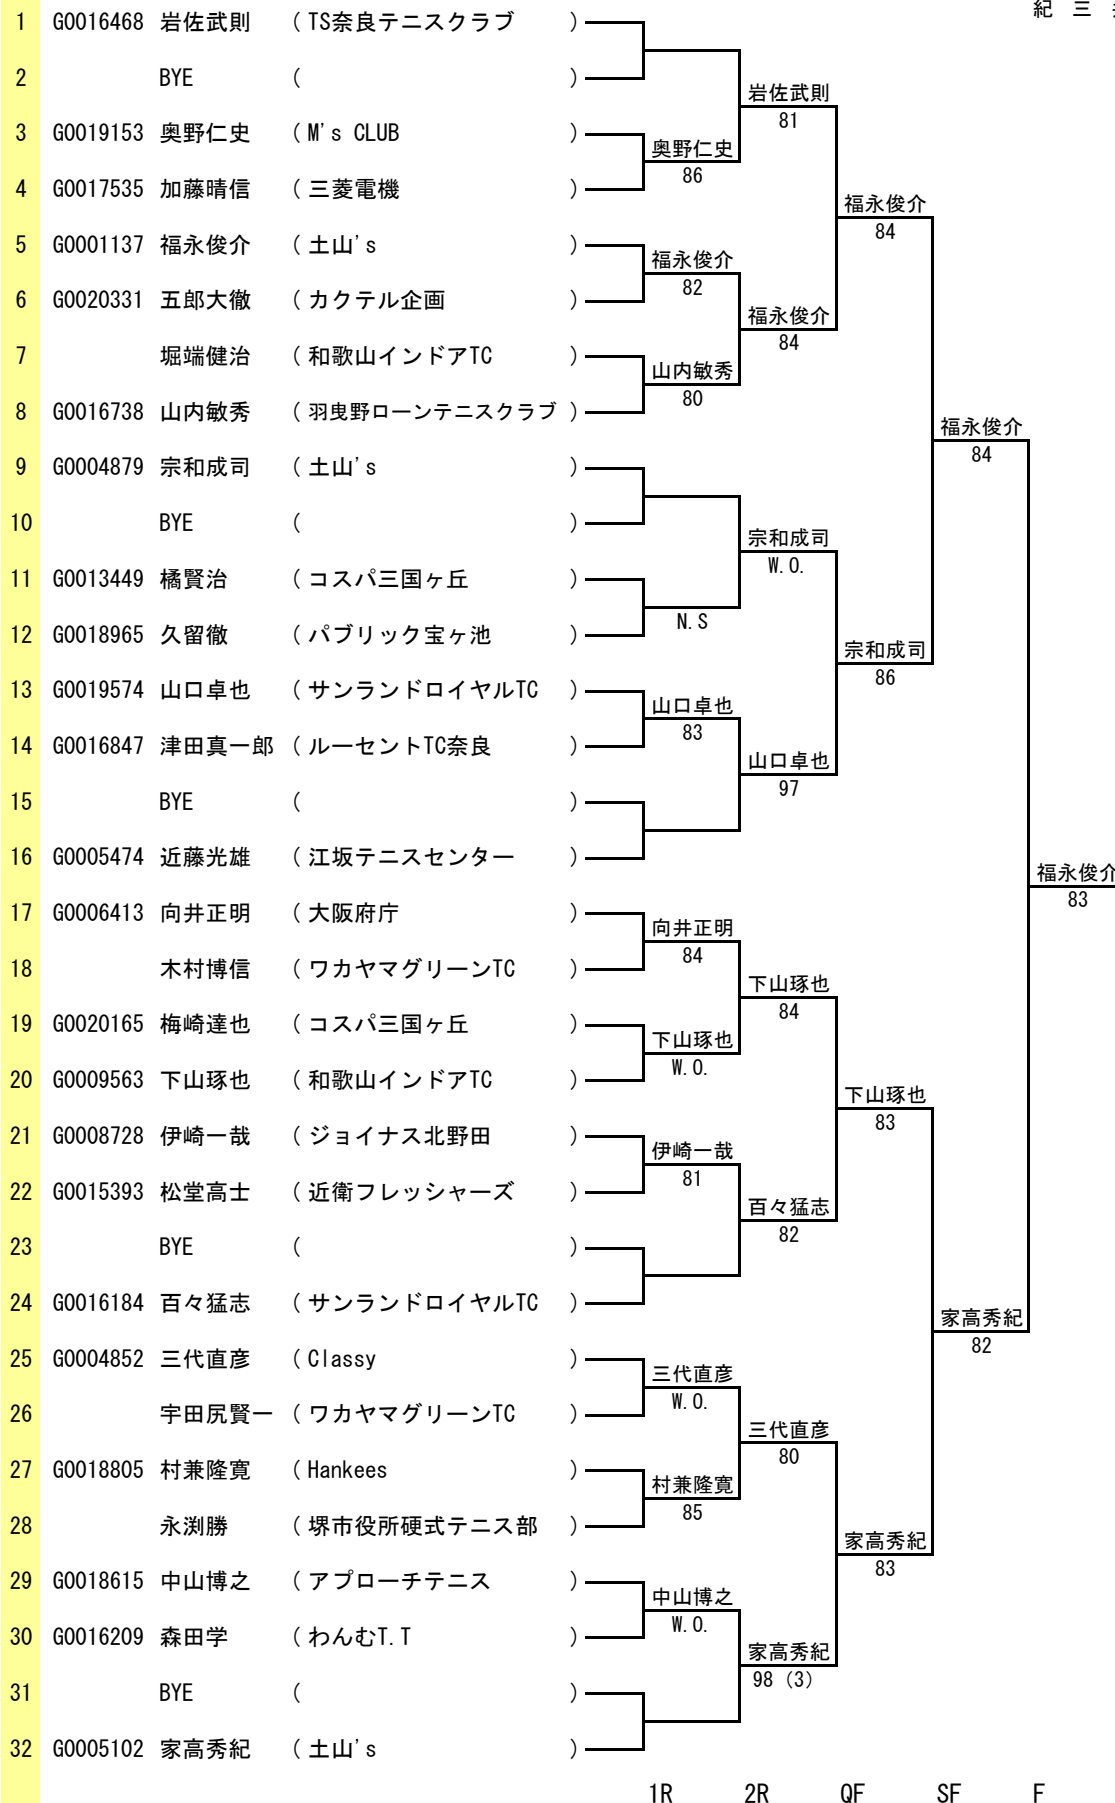 紀 三
1 G0016468 岩佐武則 ( TS奈良テニスクラブ )
2 BYE ( )
岩佐武則
81
3 G0019153 奥野仁史 ( M's CLUB )
奥野仁史
86
4 G0017535 加藤晴信 ( 三菱電機 )
福永俊介
84
5 G0001137 福永俊介 ( 土山's )
福永俊介
82
6 G0020331 五郎大徹 ( カクテル企画 )
福永俊介
84
7 堀端健治 ( 和歌山インドアTC )
山内敏秀
80
8 G0016738 山内敏秀 ( 羽曳野ローンテニスクラブ )
福永俊介
84
9 G0004879 宗和成司 ( 土山's )
10 BYE ( )
宗和成司
W.O.
11 G0013449 橘賢治 ( コスパ三国ヶ丘 )
N.S
12 G0018965 久留徹 ( パブリック宝ヶ池 )
宗和成司
86
13 G0019574 山口卓也 ( サンランドロイヤルTC )
山口卓也
83
14 G0016847 津田真一郎 ( ルーセントTC奈良 )
山口卓也
97
15 BYE ( )
16 G0005474 近藤光雄 ( 江坂テニスセンター )
福永俊介
83
17 G0006413 向井正明 ( 大阪府庁 )
向井正明
84
18 木村博信 ( ワカヤマグリーンTC )
下山琢也
84
19 G0020165 梅崎達也 ( コスパ三国ヶ丘 )
下山琢也
W.O.
20 G0009563 下山琢也 ( 和歌山インドアTC )
下山琢也
83
21 G0008728 伊崎一哉 ( ジョイナス北野田 )
伊崎一哉
81
22 G0015393 松堂高士 ( 近衛フレッシャーズ )
百々猛志
82
23 BYE ( )
24 G0016184 百々猛志 ( サンランドロイヤルTC )
家高秀紀
82
25 G0004852 三代直彦 ( Classy )
三代直彦
W.O.
26 宇田尻賢一 ( ワカヤマグリーンTC )
三代直彦
80
27 G0018805 村兼隆寛 ( Hankees )
村兼隆寛
85
28 永渕勝 ( 堺市役所硬式テニス部 )
家高秀紀
83
29 G0018615 中山博之 ( アプローチテニス )
中山博之
W.O.
30 G0016209 森田学 ( わんむT.T )
家高秀紀
98 (3)
31 BYE ( )
32 G0005102 家高秀紀 ( 土山's )
1R 2R QF SF F